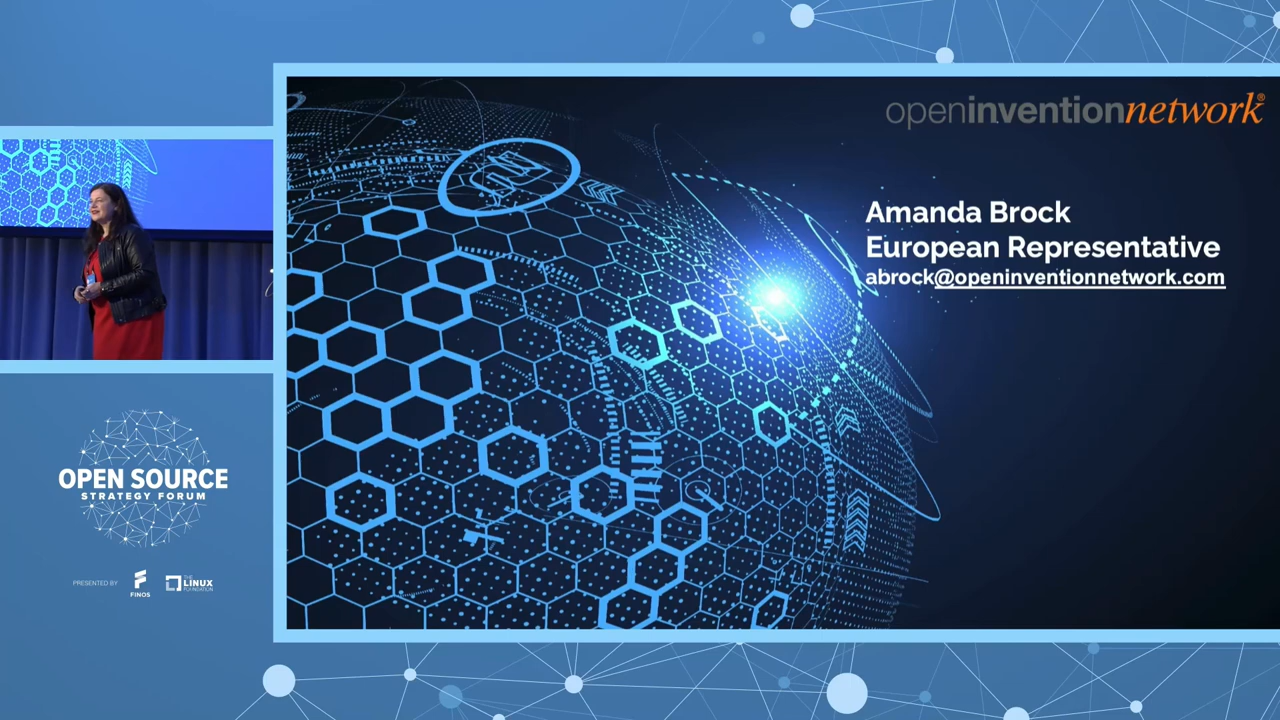 openinventionnetwork®
Amanda Brock
European Representative
abrock@openinventionnetwork.com
OPEN SOURCE
STRATEGY FORUM
PRESENTED BY
FINOS
THE
LINUX
FOUNDATION